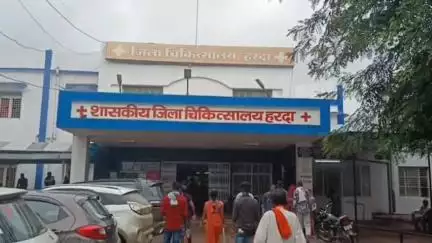 जिला चिकित्सालय हरदा
शासकीय जिला चिकित्सालय हरदा